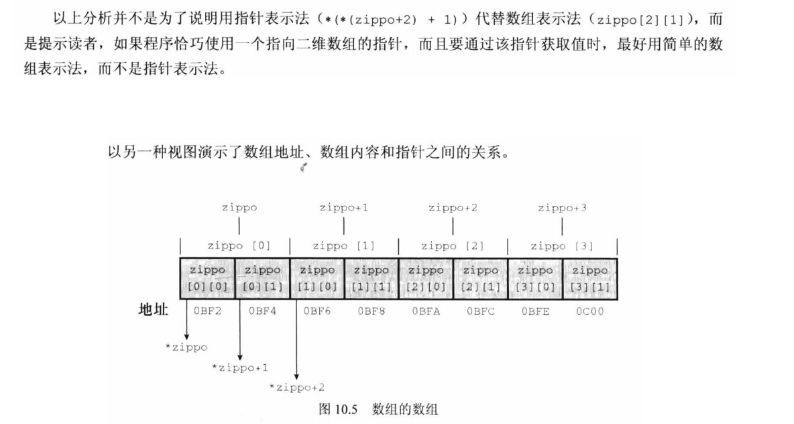 以上分析并不是为了说明用指针表示法（*(*(zippo+2) + 1)）代替数组表示法（zippo[2][1]），而
是提示读者，如果程序恰巧使用一个指向二维数组的指针，而且要通过该指针获取值时，最好用简单的数
组表示法，而不是指针表示法。
以另一种视图演示了数组地址、数组内容和指针之间的关系。
zippo zippo+1 zippo+2 zippo+3
zippo [0] zippo [1] zippo [2] zippo [3]
zippo zippo zippo zippo zippo zippo zippo zippo
[0][0] [0][1] [1][0] [1][1] [2][0] [2][1] [3][0] [3][1]
地址 0BF2 0BF4 0BF6 0BF8 0BFA 0BFC 0BFE 0C00
*zippo
*zippo+1
*zippo+2
图 10.5 数组的数组